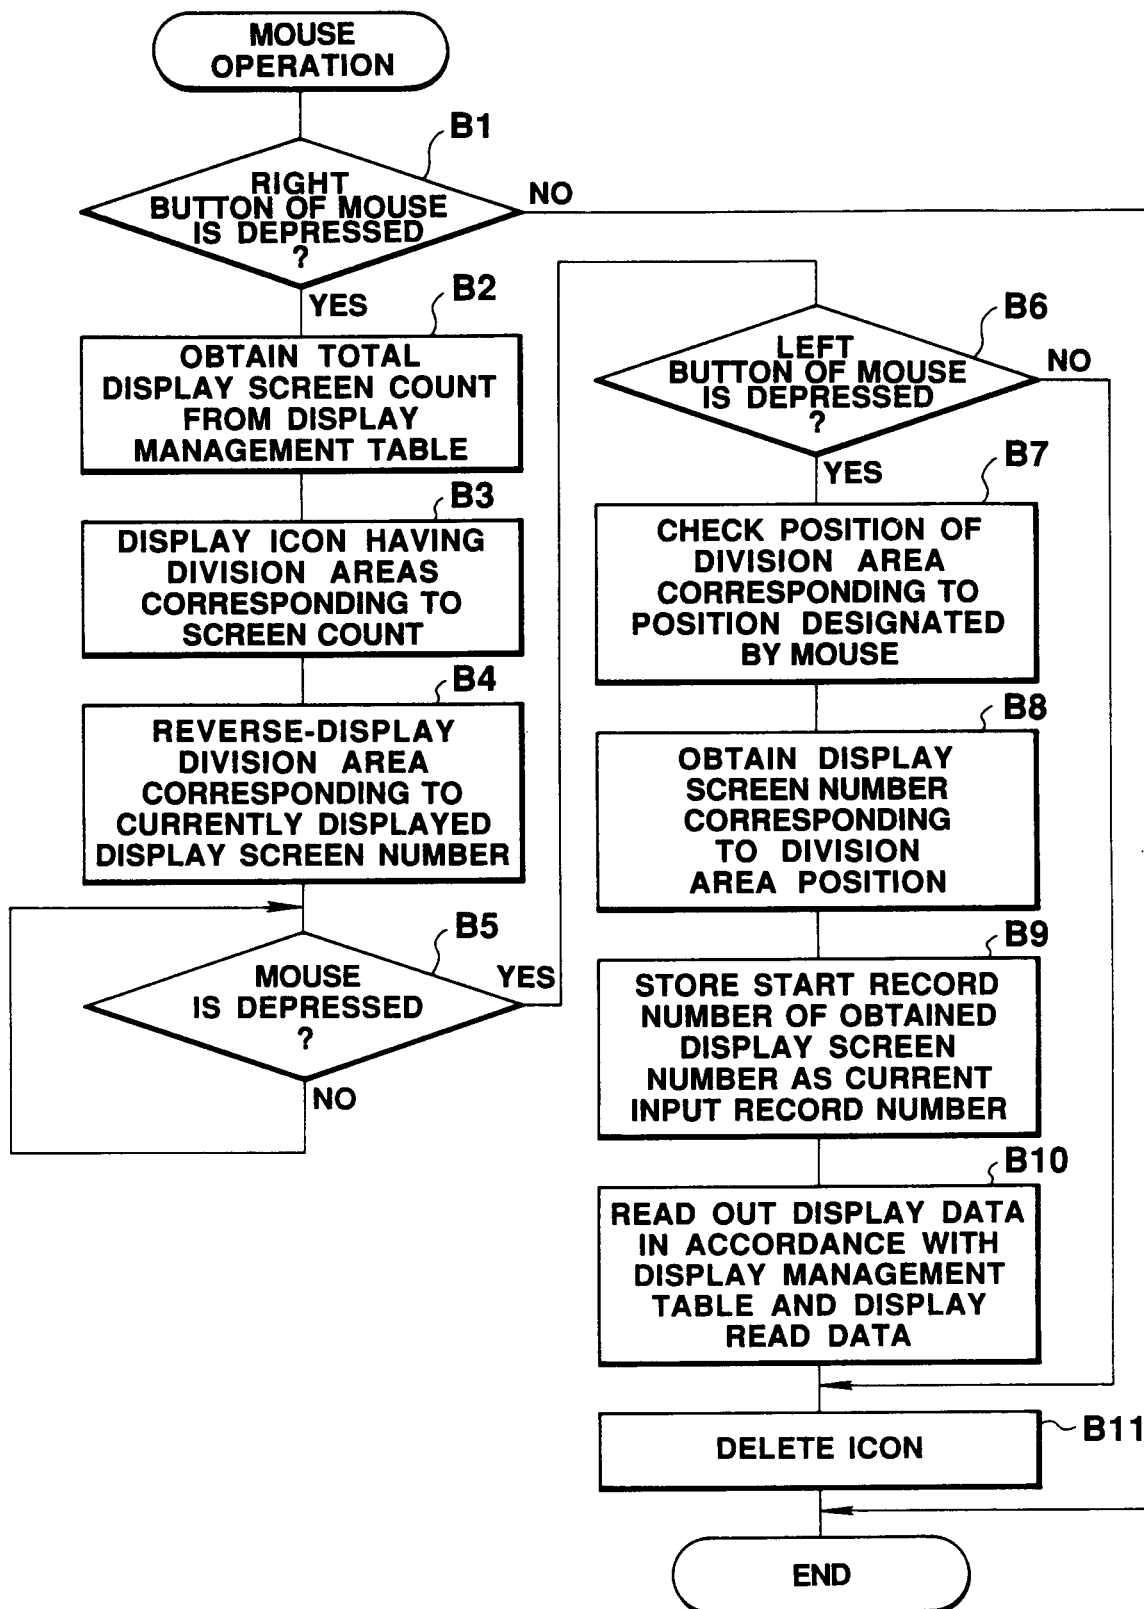 MOUSE
OPERATION
B1
RIGHT
BUTTON OF MOUSE
IS DEPRESSED
?
NO
YES
B2
OBTAIN TOTAL
DISPLAY SCREEN COUNT
FROM DISPLAY
MANAGEMENT TABLE
B3
DISPLAY ICON HAVING
DIVISION AREAS
CORRESPONDING TO
SCREEN COUNT
B4
REVERSE-DISPLAY
DIVISION AREA
CORRESPONDING TO
CURRENTLY DISPLAYED
DISPLAY SCREEN NUMBER
B5
MOUSE
IS DEPRESSED
?
YES
NO
B6
LEFT
BUTTON OF MOUSE
IS DEPRESSED
?
NO
YES
B7
CHECK POSITION OF
DIVISION AREA
CORRESPONDING TO
POSITION DESIGNATED
BY MOUSE
B8
OBTAIN DISPLAY
SCREEN NUMBER
CORRESPONDING
TO DIVISION
AREA POSITION
B9
STORE START RECORD
NUMBER OF OBTAINED
DISPLAY SCREEN
NUMBER AS CURRENT
INPUT RECORD NUMBER
B10
READ OUT DISPLAY DATA
IN ACCORDANCE WITH
DISPLAY MANAGEMENT
TABLE AND DISPLAY
READ DATA
B11
DELETE ICON
END